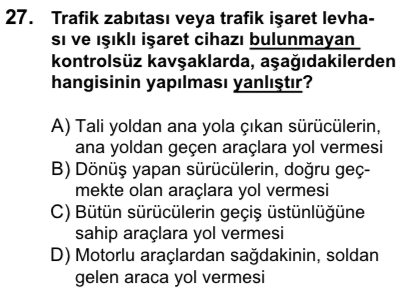 27. Trafik zabıtası veya trafik işaret levha-
sı ve ışıklı işaret cihazı bulunmayan
kontrolsüz kavşaklarda, aşağıdakilerden
hangisinin yapılması yanlıştır?
A) Tali yoldan ana yola çıkan sürücülerin,
ana yoldan geçen araçlara yol vermesi
B) Dönüş yapan sürücülerin, doğru geç-
mekte olan araçlara yol vermesi
C) Bütün sürücülerin geçiş üstünlüğüne
sahip araçlara yol vermesi
D) Motorlu araçlardan sağdakinin, soldan
gelen araca yol vermesi